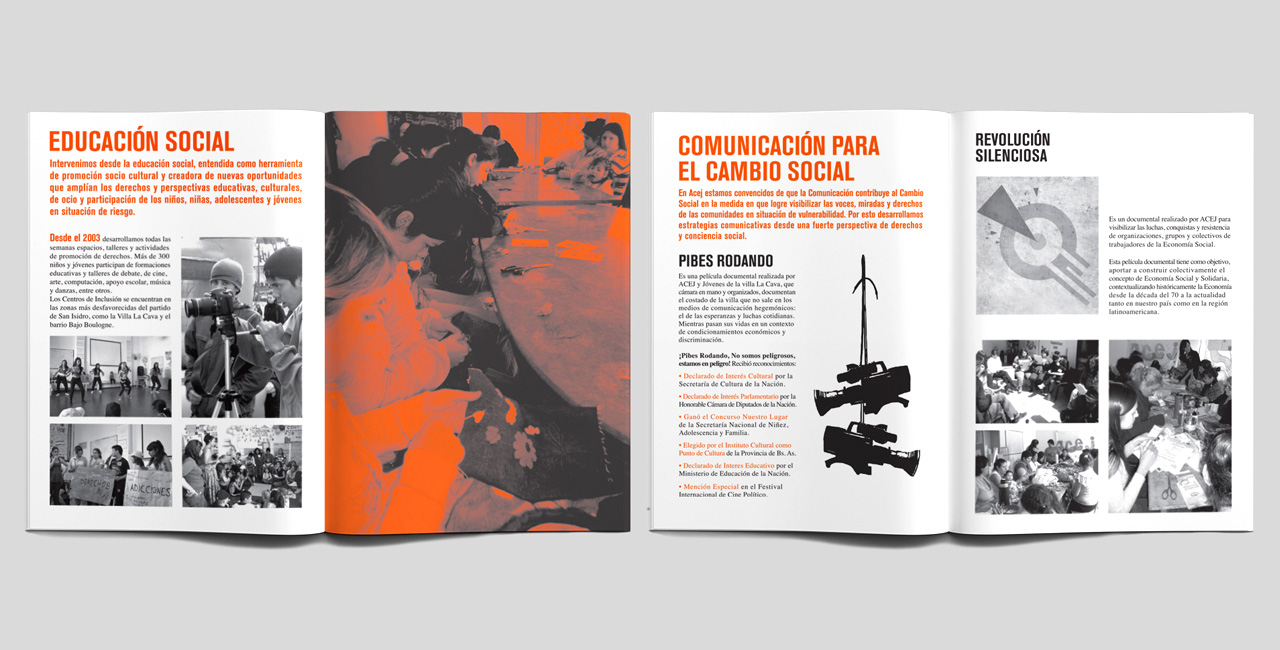 EDUCACIÓN SOCIAL
Intervenimos desde la educación social, entendida como herramienta
de promoción socio cultural y creadora de nuevas oportunidades
que amplían los derechos y perspectivas educativas, culturales,
de ocio y participación de los niños, niñas, adolescentes y jóvenes
en situación de riesgo.
Desde el 2003 desarrollamos todas las
semanas espacios, talleres y actividades
de promoción de derechos. Más de 300
niños y jóvenes participan de formaciones
educativas y talleres de debate, de cine,
arte, computación, apoyo escolar, música
y danzas, entre otros.
Los Centros de Inclusión se encuentran en
las zonas más desfavorecidas del partido
de San Isidro, como la Villa La Cava y el
barrio Bajo Boulogne.
DERECHOS
ADICCIONES
COMUNICACIÓN PARA
EL CAMBIO SOCIAL
En Acej estamos convencidos de que la Comunicación contribuye al Cambio
Social en la medida en que logre visibilizar las voces, miradas y derechos
de las comunidades en situación de vulnerabilidad. Por esto desarrollamos
estrategias comunicativas desde una fuerte perspectiva de derechos
y conciencia social.
PIBES RODANDO
Es una película documental realizada por
ACEJ y Jóvenes de la villa La Cava, que
cámara en mano y organizados, documentan
el costado de la villa que no sale en los
medios de comunicación hegemónicos:
el de las esperanzas y luchas cotidianas.
Mientras pasan sus vidas en un contexto
de condicionamientos económicos y
discriminación.
¡Pibes Rodando, No somos peligrosos,
estamos en peligro! Recibió reconocimientos:
• Declarado de Interés Cultural por la
Secretaría de Cultura de la Nación.
• Declarado de Interés Parlamentario por la
Honorable Cámara de Diputados de la Nación.
• Ganó el Concurso Nuestro Lugar
de la Secretaría Nacional de Niñez,
Adolescencia y Familia.
• Elegido por el Instituto Cultural como
Punto de Cultura de la Provincia de Bs. As.
• Declarado de Interes Educativo por el
Ministerio de Educación de la Nación.
• Mención Especial en el Festival
Internacional de Cine Político.
REVOLUCIÓN
SILENCIOSA
Es un documental realizado por ACEJ para
visibilizar las luchas, conquistas y resistencia
de organizaciones, grupos y colectivos de
trabajadores de la Economía Social.
Esta película documental tiene como objetivo,
aportar a construir colectivamente el
concepto de Economía Social y Solidaria,
contextualizando históricamente la Economía
desde la década del 70 a la actualidad
tanto en nuestro país como en la región
latinoamericana.